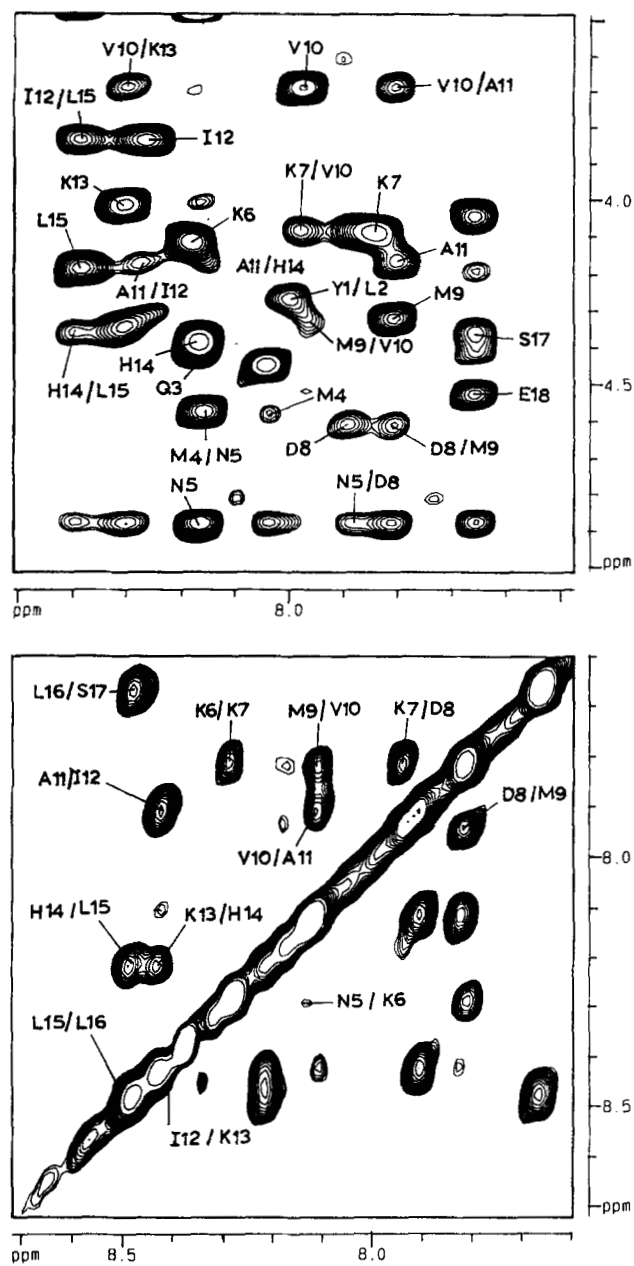 V10/K13
V10
V10/A11
I12/L15
I12
K7/V10
K7
K13
4.0
K6
L15
A11
A11/I12
A11/H14
Y1/L2
M9
M9/V10
S17
H14
H14/L15
Q3
M4
4.5
E18
D8
D8/M9
M4/N5
N5
N5/D8
ppm
ppm
8.0
L16/S17
K6/K7
M9/V10
K7/D8
A11/I12
D8/M9
V10/A11
8.0
H14/L15
K13/H14
N5/K6
L15/L16
8.5
I12/K13
ppm
ppm
8.5
8.0